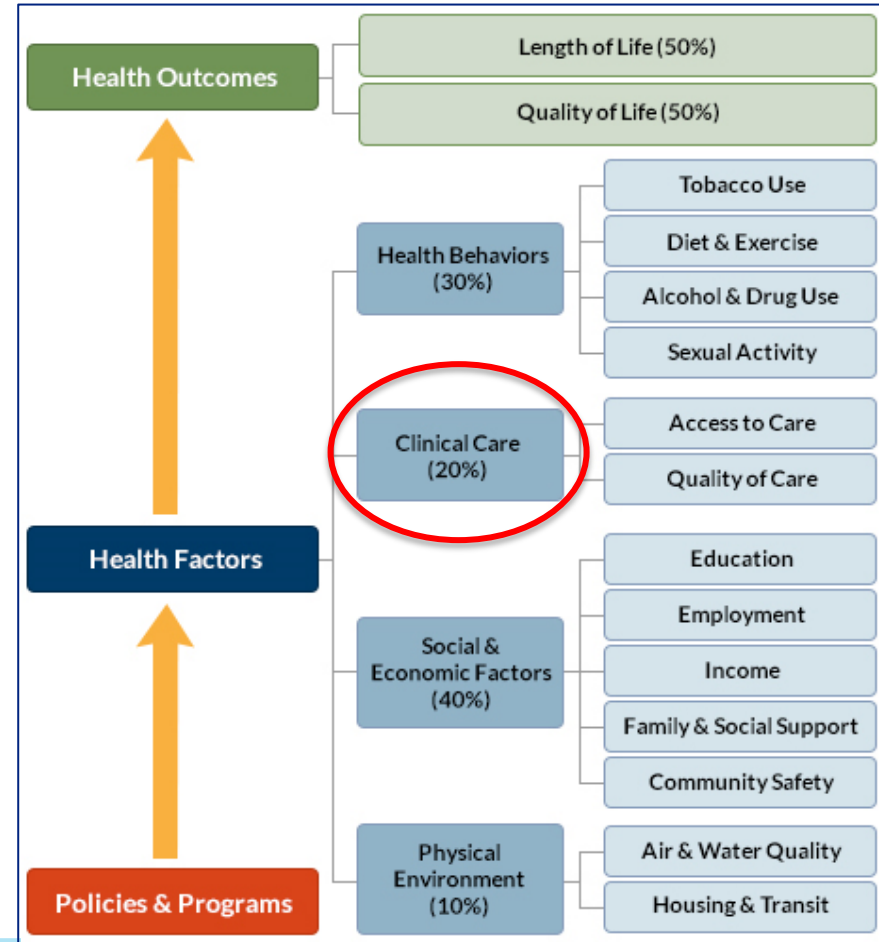 Health Outcomes
Length of Life (50%)
Quality of Life (50%)
Health Factors
Policies & Programs
Health Behaviors
(30%)
Tobacco Use
Diet & Exercise
Alcohol & Drug Use
Sexual Activity
Clinical Care
(20%)
Access to Care
Quality of Care
Social &
Economic Factors
(40%)
Education
Employment
Income
Family & Social Support
Community Safety
Physical
Environment
(10%)
Air & Water Quality
Housing & Transit